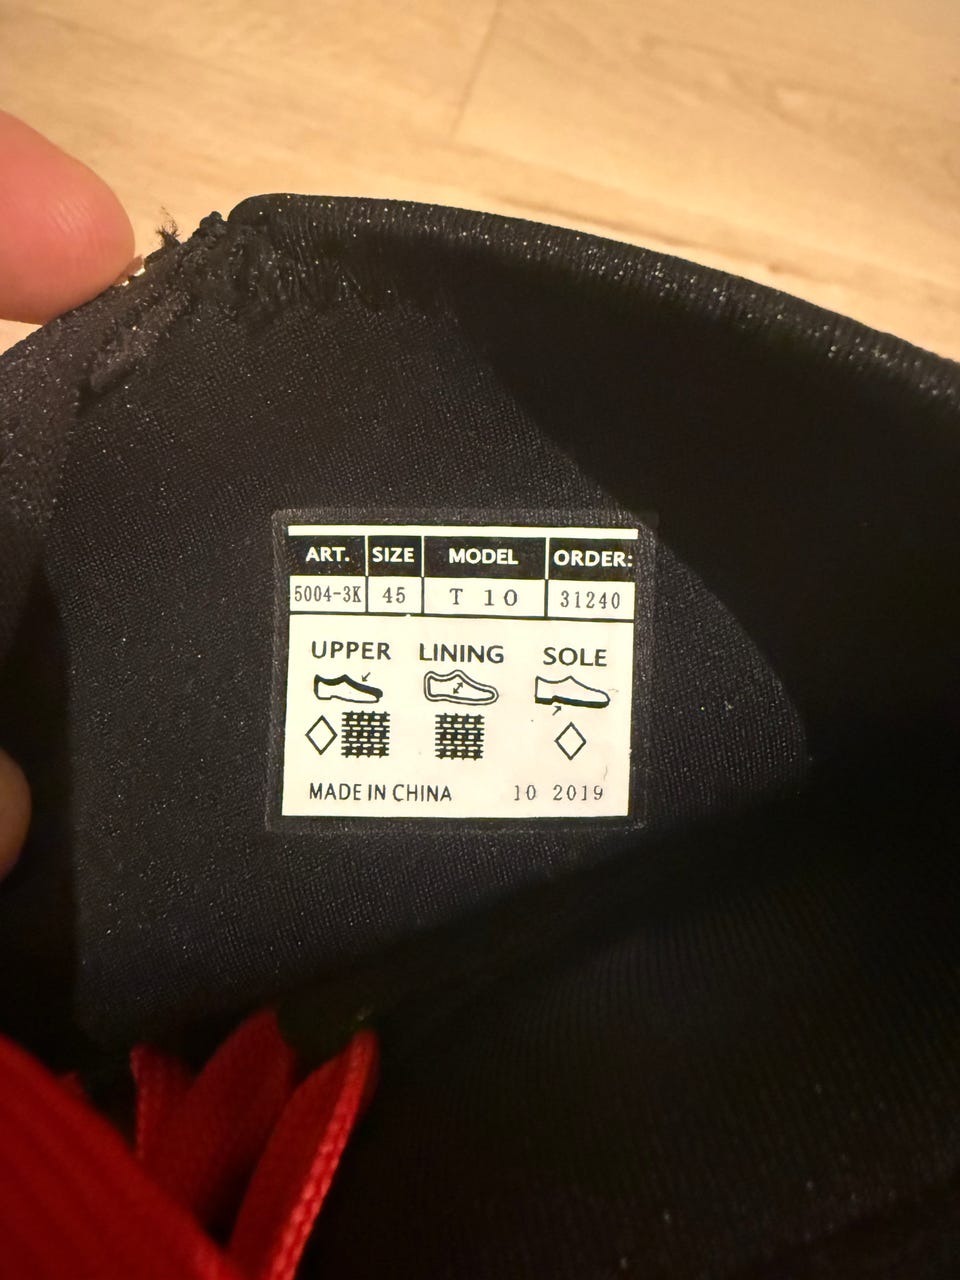 ART. SIZE MODEL ORDER:
5004-3K 45 T 10 31240
UPPER LINING SOLE
MADE IN CHINA 10 2019